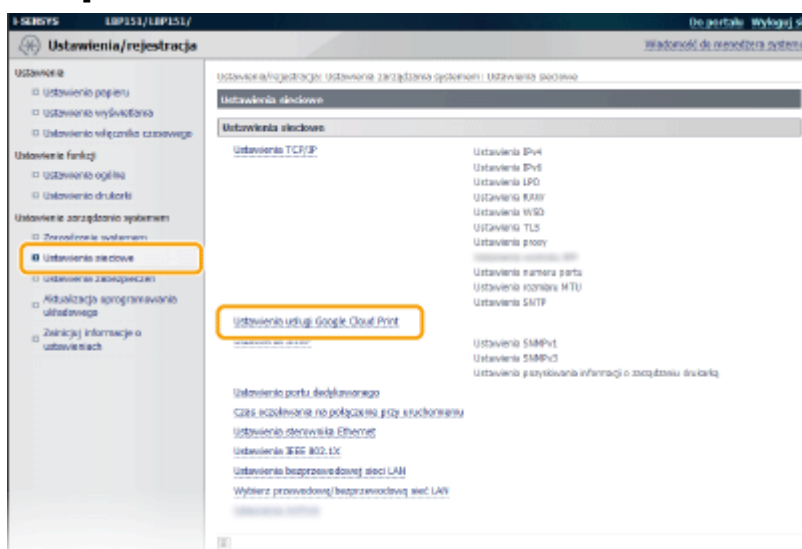 i-SENSYS LBP151/LBP151/
Do portalu Wyloguj s
Ustawienia/rejestracja
Wiadomość do menedżera systemu
Ustawienia
Ustawienia papieru
Ustawienia wyświetlania
Ustawienie włącznika czasowego
Ustawienie funkcji
Ustawienia ogólne
Ustawienia drukarki
Ustawienie zarządzania systemem
Zarządzanie systemem
Ustawienia sieciowe
Ustawienia zabezpieczeń
Aktualizacja oprogramowania
układowego
Zainicjuj informacje o
ustawieniach
Ustawienia/rejestracja: Ustawienia zarządzania systemem: Ustawienia sieciowe
Ustawienia sieciowe
Ustawienia sieciowe
Ustawienia TCP/IP
Ustawienia IPv4
Ustawienia IPv6
Ustawienia LPD
Ustawienia RAW
Ustawienia WSD
Ustawienia TLS
Ustawienia proxy
Ustawienia numeru portu
Ustawienia rozmiaru MTU
Ustawienia SNTP
Ustawienia usługi Google Cloud Print
Ustawienia SNMP
Ustawienia SNMPv1
Ustawienia SNMPv3
Ustawienia pozyskiwania informacji o zarządzaniu drukarką
Ustawienia portu dedykowanego
Czas oczekiwania na połączenie przy uruchomieniu
Ustawienia sterownika Ethernet
Ustawienia IEEE 802.1X
Ustawienia bezprzewodowej sieci LAN
Wybierz przewodową/bezprzewodową sieć LAN